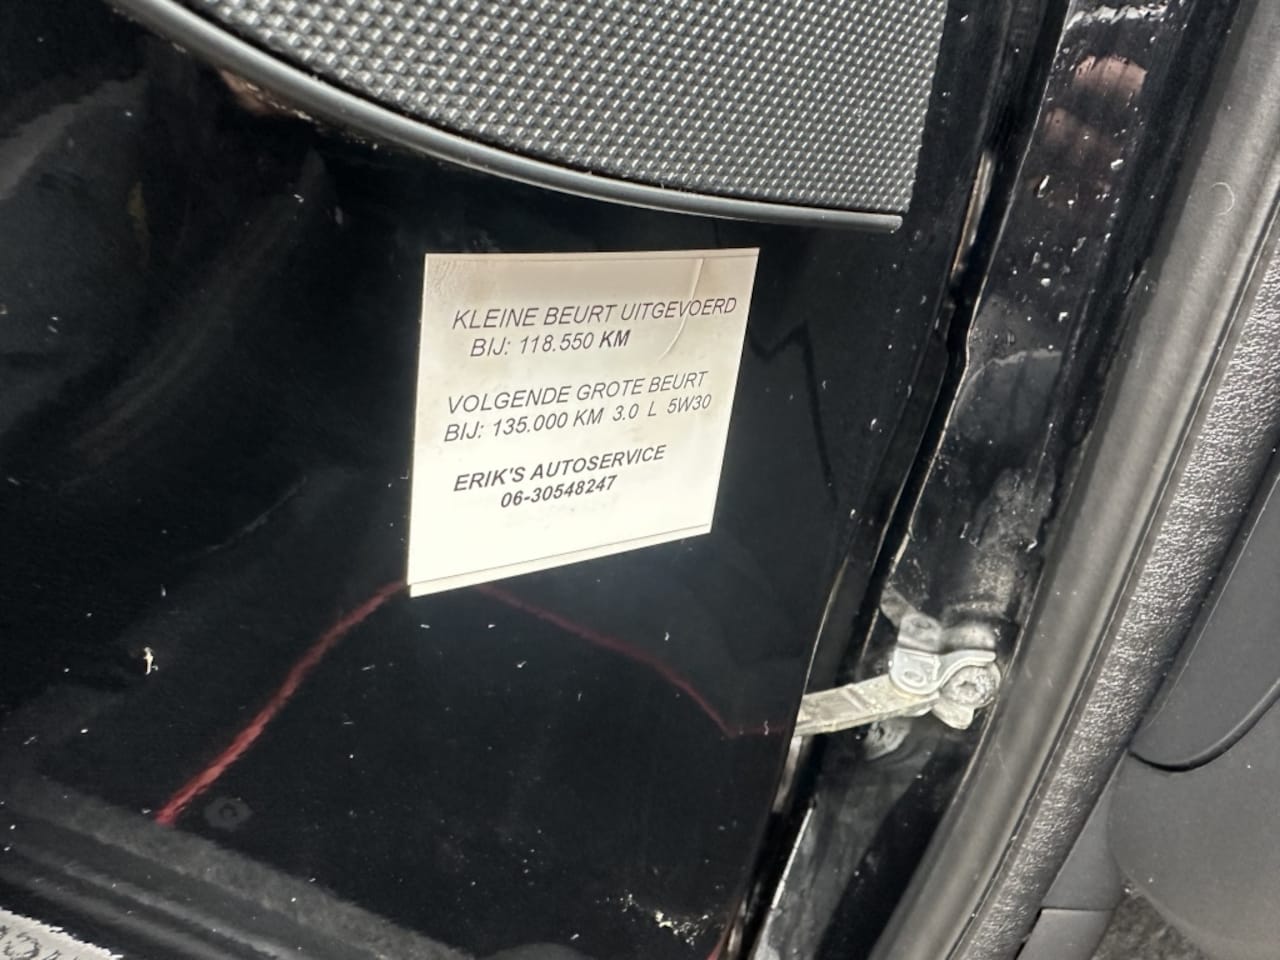 KLEINE BEURT UITGEVOERD
BIJ: 118.550 KM
VOLGENDE GROTE BEURT
BIJ: 135.000 KM 3.0 L 5W30
ERIK'S AUTOSERVICE
06-30548247